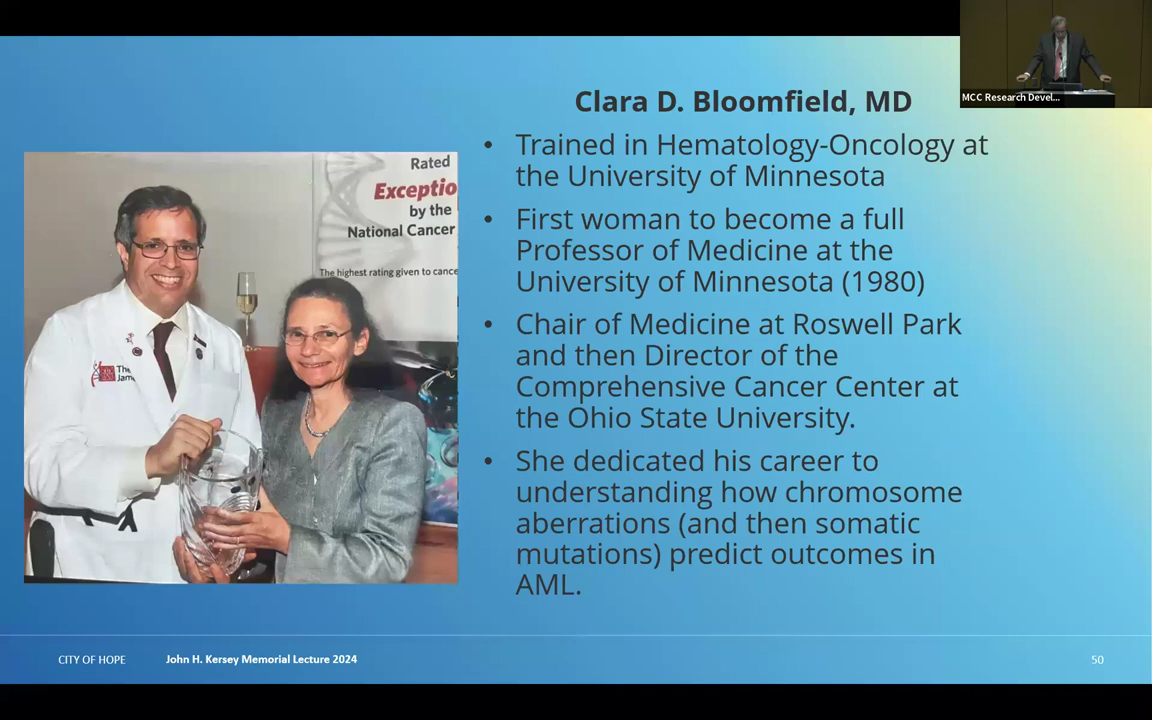 MCC Research Devel...
Clara D. Bloomfield, MD
• Trained in Hematology-Oncology at
the University of Minnesota
• First woman to become a full
Professor of Medicine at the
University of Minnesota (1980)
• Chair of Medicine at Roswell Park
and then Director of the
Comprehensive Cancer Center at
the Ohio State University.
• She dedicated his career to
understanding how chromosome
aberrations (and then somatic
mutations) predict outcomes in
AML.
Rated
Exceptio
by the
National Cancer
The highest rating given to cance
The
Jam
CITY OF HOPE
John H. Kersey Memorial Lecture 2024
50